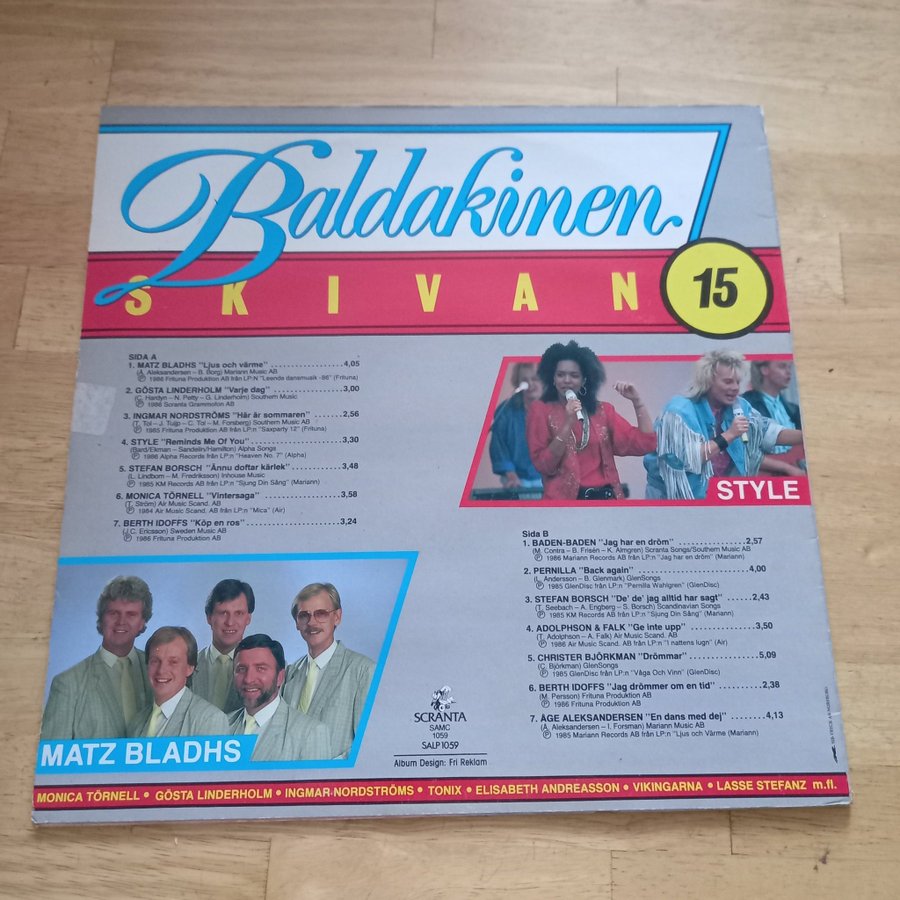 Baldakinen
SKIVAN
15
SIDA A
1. MATZ BLADHS "Ljus och värme" ..................4,05
(Å. Aleksandersen - B. Borg) Mariann Music AB
Ⓟ 1986 Frituna Produktion AB från LP:n "Leende dansmusik -86" (Frituna)
2. GÖSTA LINDERHOLM "Varje dag" ..................3,00
(C. Hardyn - N. Petty - G. Linderholm) Southern Music
Ⓟ 1986 Scranta Grammofon AB
3. INGMAR NORDSTRÖMS "Här är sommaren" ........2,56
(T. Tol - J. Tuijp - C. Tol - M. Forsberg) Southern Music AB
Ⓟ 1985 Frituna Produktion AB från LP:n "Saxparty 12" (Frituna)
4. STYLE "Reminds Me Of You" ......................3,30
(Bard/Ekman - Sandelin/Hamilton) Alpha Songs
Ⓟ 1986 Alpha Records från LP:n "Heaven No. 7" (Alpha)
5. STEFAN BORSCH "Ännu doftar kärlek" .............3,48
(L. Lindbom - M. Fredriksson) Inhouse Music
Ⓟ 1985 KM Records AB från LP:n "Sjung Din Sång" (Mariann)
6. MONICA TÖRNELL "Vintersaga" ....................3,58
(T. Ström) Air Music Scand. AB
Ⓟ 1984 Air Music Scand. AB från LP:n "Mica" (Air)
7. BERTH IDOFFS "Köp en ros" ......................3,24
(J.C. Ericsson) Sweden Music AB
Ⓟ 1986 Frituna Produktion AB
STYLE
Sida B
1. BADEN-BADEN "Jag har en dröm" ..................2,57
(M. Contra - B. Frisén - K. Almgren) Scranta Songs/Southern Music AB
Ⓟ 1986 Mariann Records AB från LP:n "Jag har en dröm" (Mariann)
2. PERNILLA "Back again" ..........................4,00
(L. Andersson - B. Glenmark) GlenSongs
Ⓟ 1985 GlenDisc från LP:n "Pernilla Wahlgren" (GlenDisc)
3. STEFAN BORSCH "De' de' jag alltid har sagt" ......2,43
(T. Seebach - A. Engberg - S. Borsch) Scandinavian Songs
Ⓟ 1985 KM Records AB från LP:n "Sjung Din Sång" (Mariann)
4. ADOLPHSON & FALK "Ge inte upp" .................3,50
(T. Adolphson - A. Falk) Air Music Scand. AB
Ⓟ 1986 Air Music Scand. AB från LP:n "I nattens lugn" (Air)
5. CHRISTER BJÖRKMAN "Drömmar" ...................5,09
(C. Björkman) GlenSongs
Ⓟ 1985 GlenDisc från LP:n "Våga Och Vinn" (GlenDisc)
6. BERTH IDOFFS "Jag drömmer om en tid" ..........2,38
(M. Persson) Frituna Produktion AB
Ⓟ 1986 Frituna Produktion AB
7. ÅGE ALEKSANDERSEN "En dans med dej" ........4,13
(Å. Aleksandersen - I. Forsman) Mariann Music AB
Ⓟ 1985 Mariann Records AB från LP:n "Ljus och Värme" (Mariann)
MATZ BLADHS
SCRANTA
SAMC
1059
SALP 1059
Album Design: Fri Reklam
MONICA TÖRNELL • GÖSTA LINDERHOLM • INGMAR NORDSTRÖMS • TONIX • ELISABETH ANDREASSON • VIKINGARNA • LASSE STEFANZ m.fl.